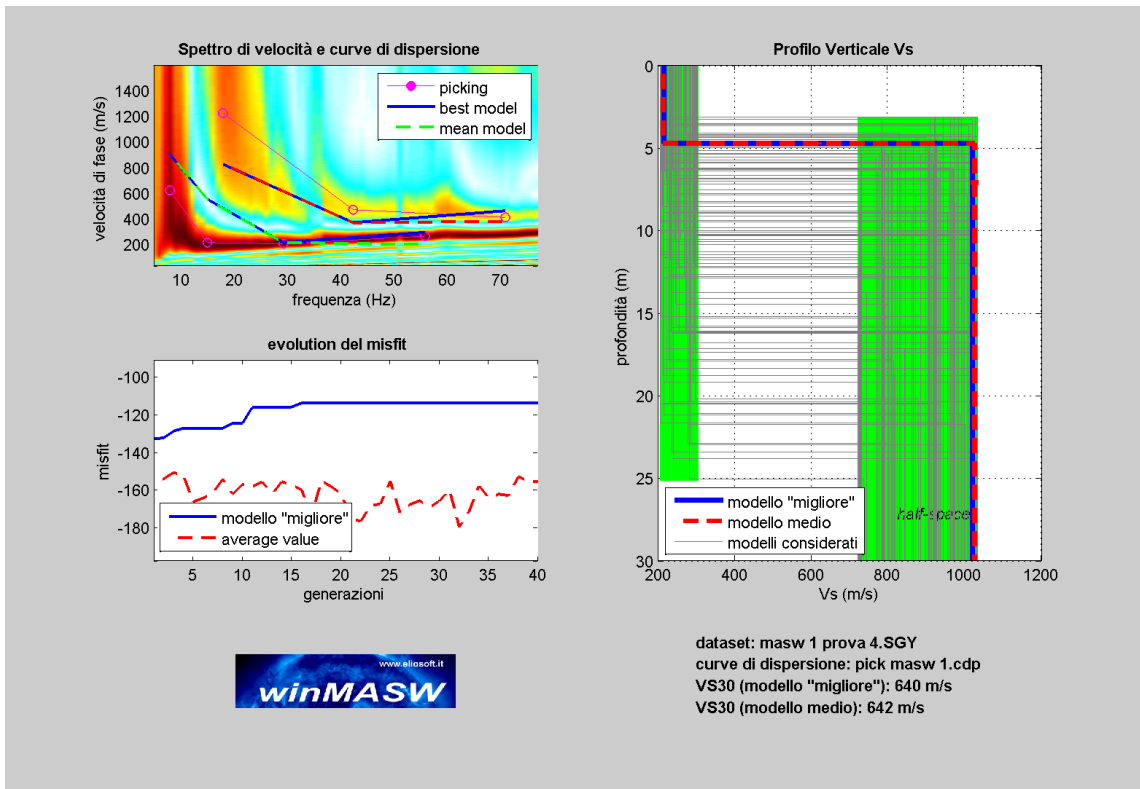 Spettro di velocità e curve di dispersione
velocità di fase (m/s)
1400
1200
1000
800
600
400
200
picking
best model
mean model
10
20
30
40
50
60
70
frequenza (Hz)
evolution del misfit
misfit
-100
-120
-140
-160
-180
modello "migliore"
average value
5
10
15
20
25
30
35
40
generazioni
Profilo Verticale Vs
profondità (m)
0
5
10
15
20
25
30
modello "migliore"
modello medio
modelli considerati
half-space
200
400
600
800
1000
1200
Vs (m/s)
www.eliosoft.it
winMASW
dataset: masw 1 prova 4.SGY
curve di dispersione: pick masw 1.cdp
VS30 (modello "migliore"): 640 m/s
VS30 (modello medio): 642 m/s